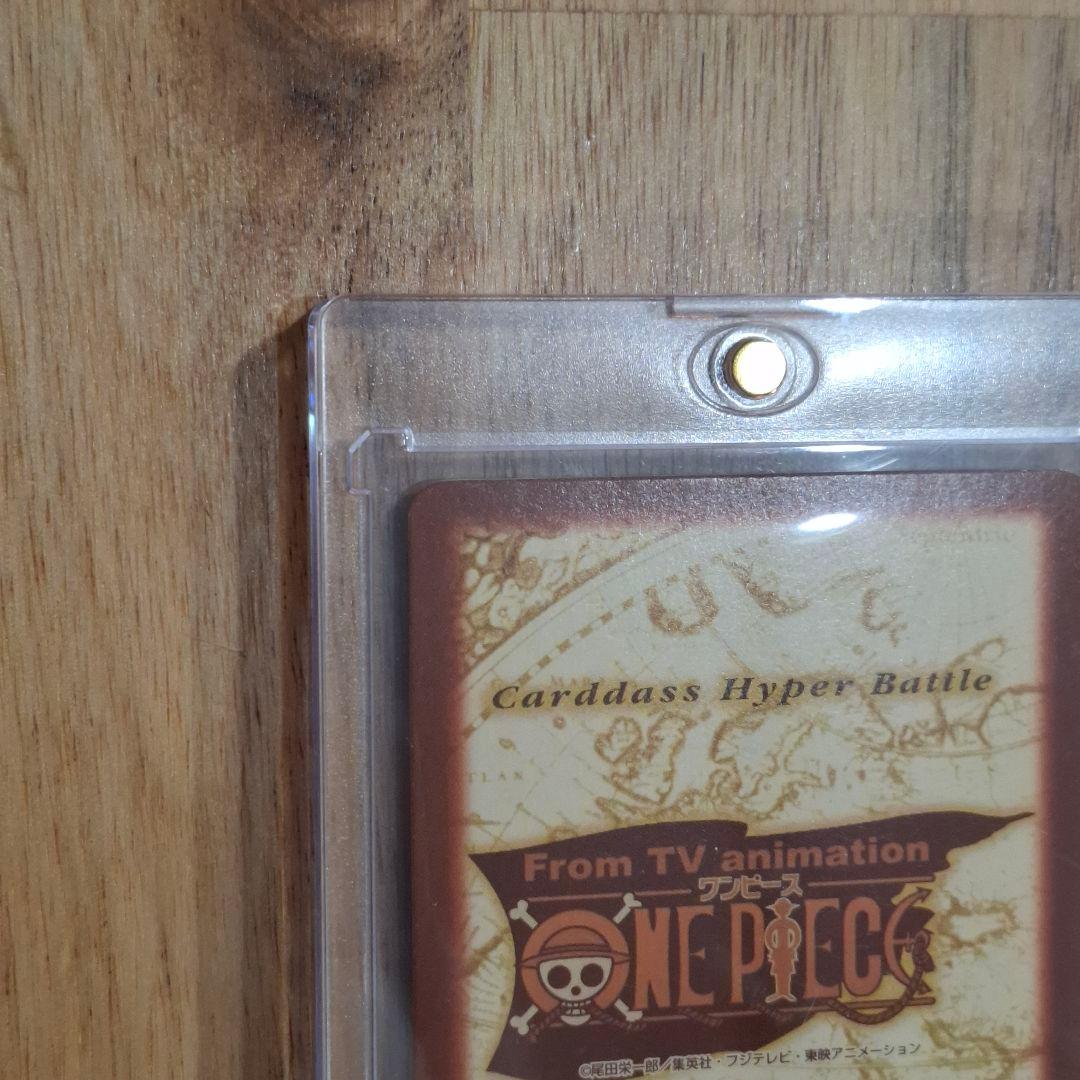 Carddass Hyper Battle
TLAN
From TV animation
ワンピース
ONE PIECE
©尾田栄一郎／集英社・フジテレビ・東映アニメーション